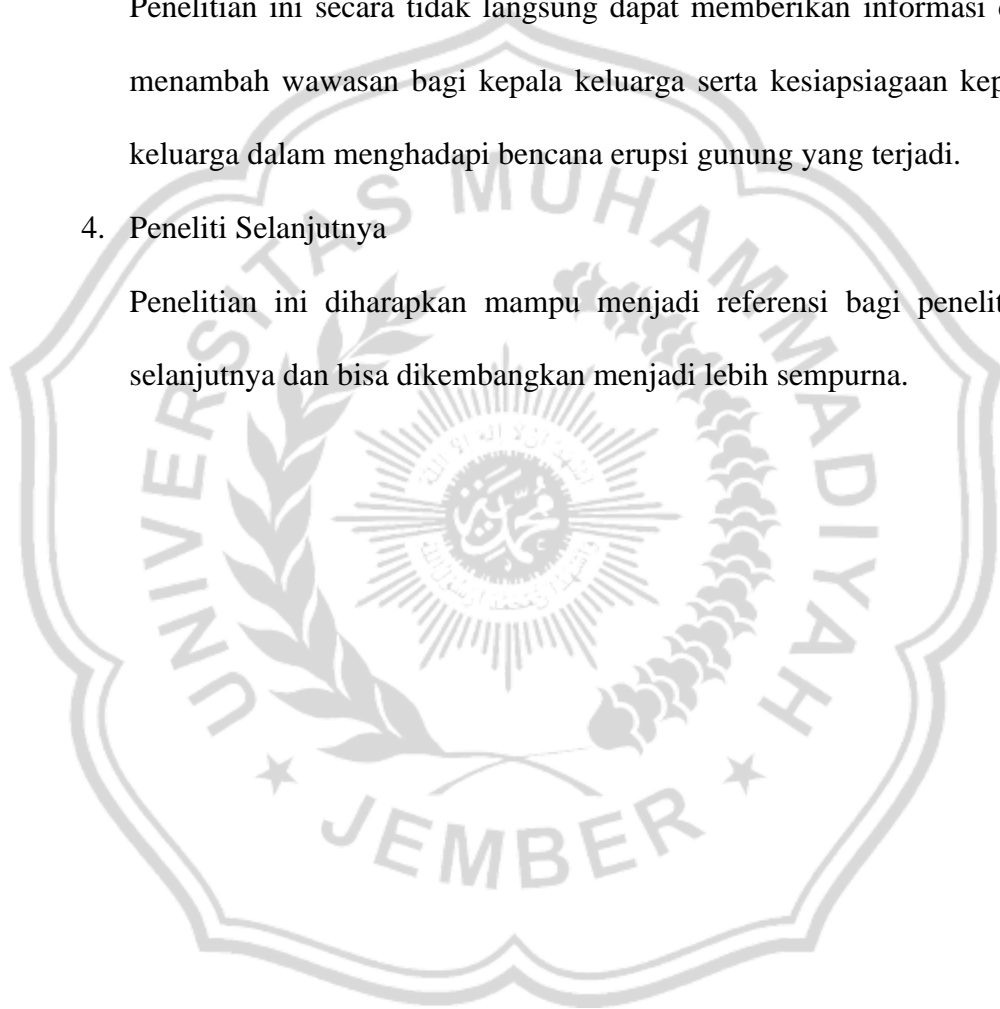 Penelitian ini secara tidak langsung dapat memberikan informasi
menambah wawasan bagi kepala keluarga serta kesiapsiagaan
keluarga dalam menghadapi bencana erupsi gunung yang terjadi.
4. Peneliti Selanjutnya
Penelitian ini diharapkan mampu menjadi referensi bagi
selanjutnya dan bisa dikembangkan menjadi lebih sempurna.
UNIVERSITAS MUHAMMADIYAH
JEMBER